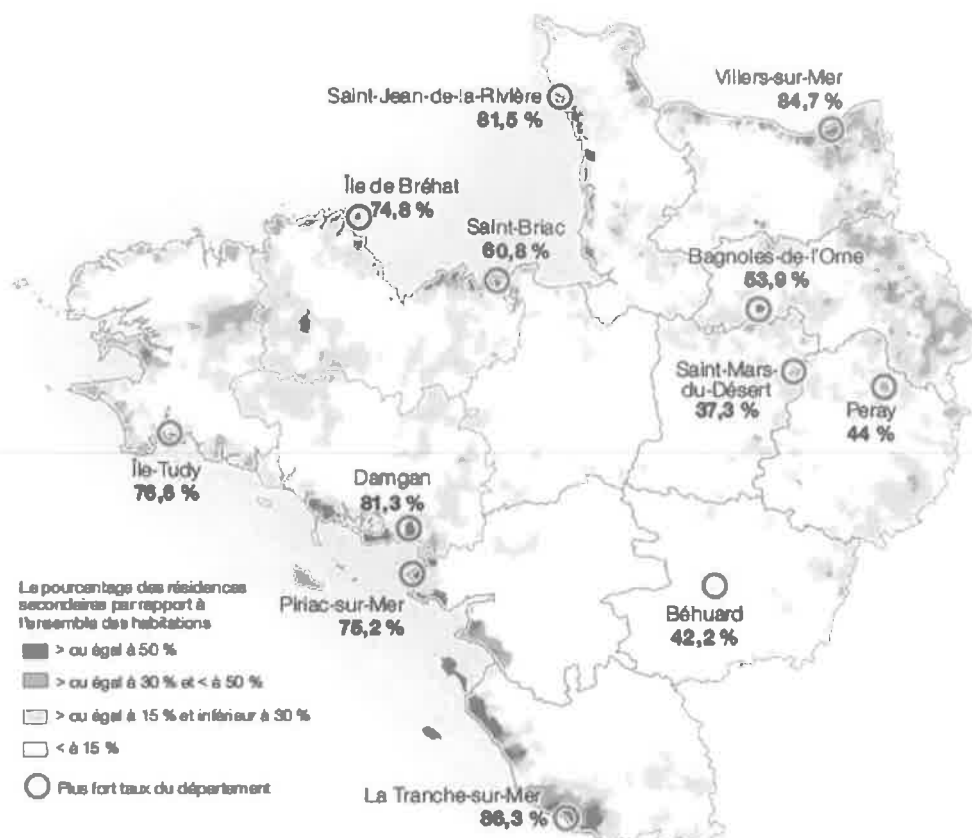 Villers-sur-Mer
84,7 %
Saint-Jean-de-la-Rivière
81,5 %
Île de Bréhat
74,8 %
Saint-Briac
60,8 %
Bagnoles-de-l'Orne
53,9 %
Saint-Mars-
du-Désert
37,3 %
Peray
44 %
Île-Tudy
76,6 %
Damgan
81,3 %
Piriac-sur-Mer
75,2 %
Béhuard
42,2 %
La Tranche-sur-Mer
86,3 %
Le pourcentage des résidences
secondaires par rapport à
l'ensemble des habitations
> ou égal à 50 %
> ou égal à 30 % et < à 50 %
> ou égal à 15 % et inférieur à 30 %
< à 15 %
Plus fort taux du département